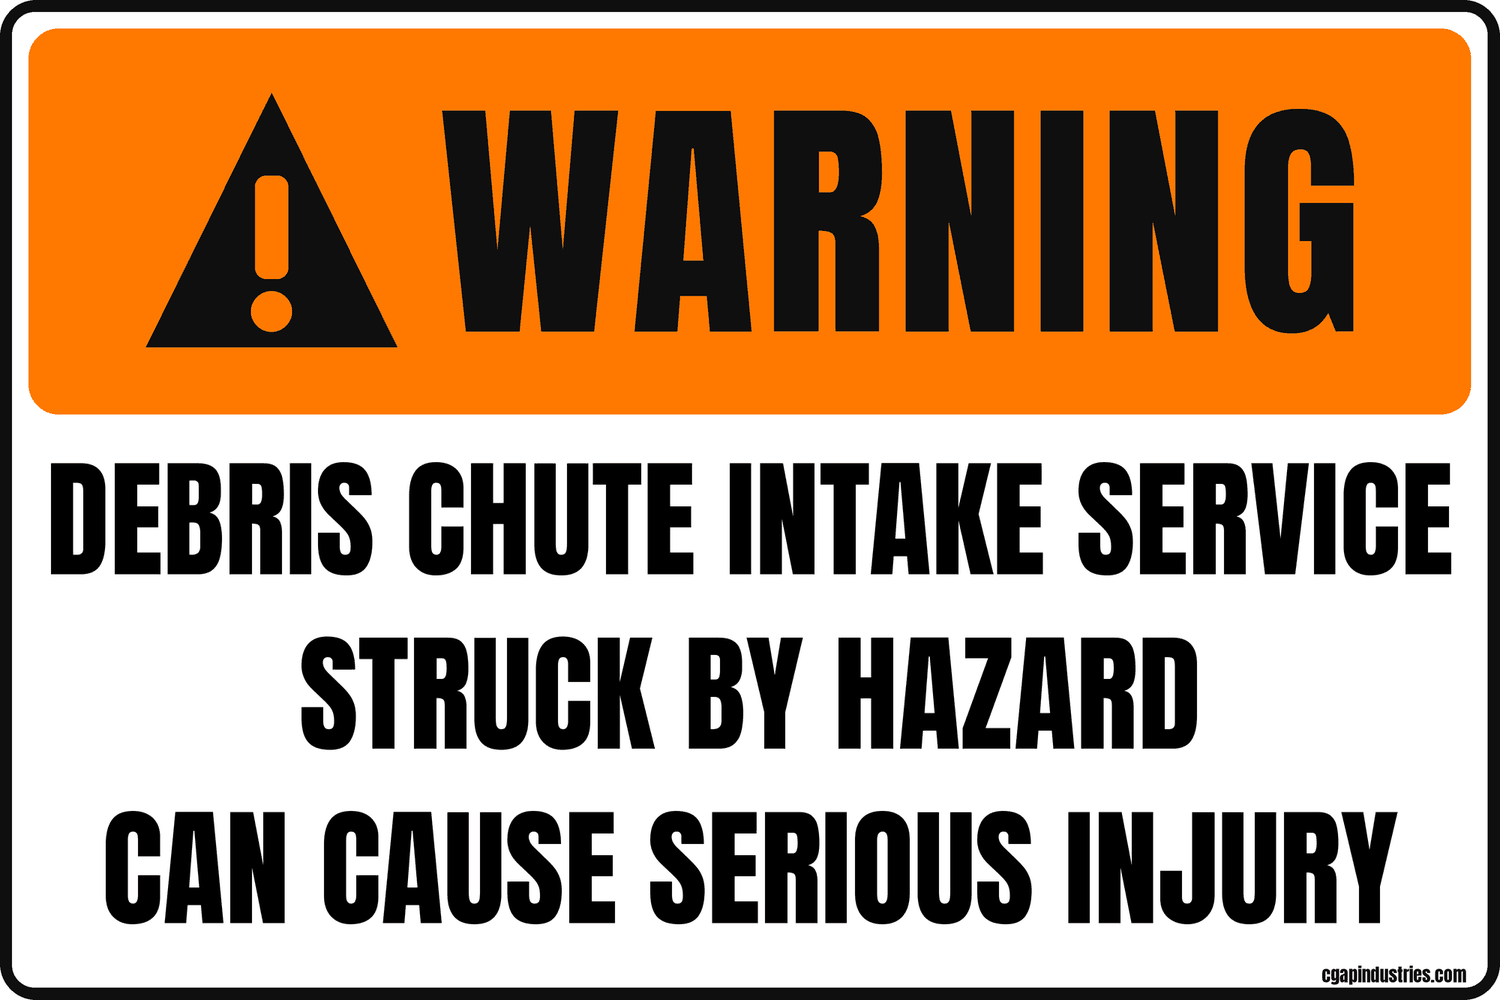 WARNING
DEBRIS CHUTE INTAKE SERVICE
STRUCK BY HAZARD
CAN CAUSE SERIOUS INJURY
cgapindustries.com